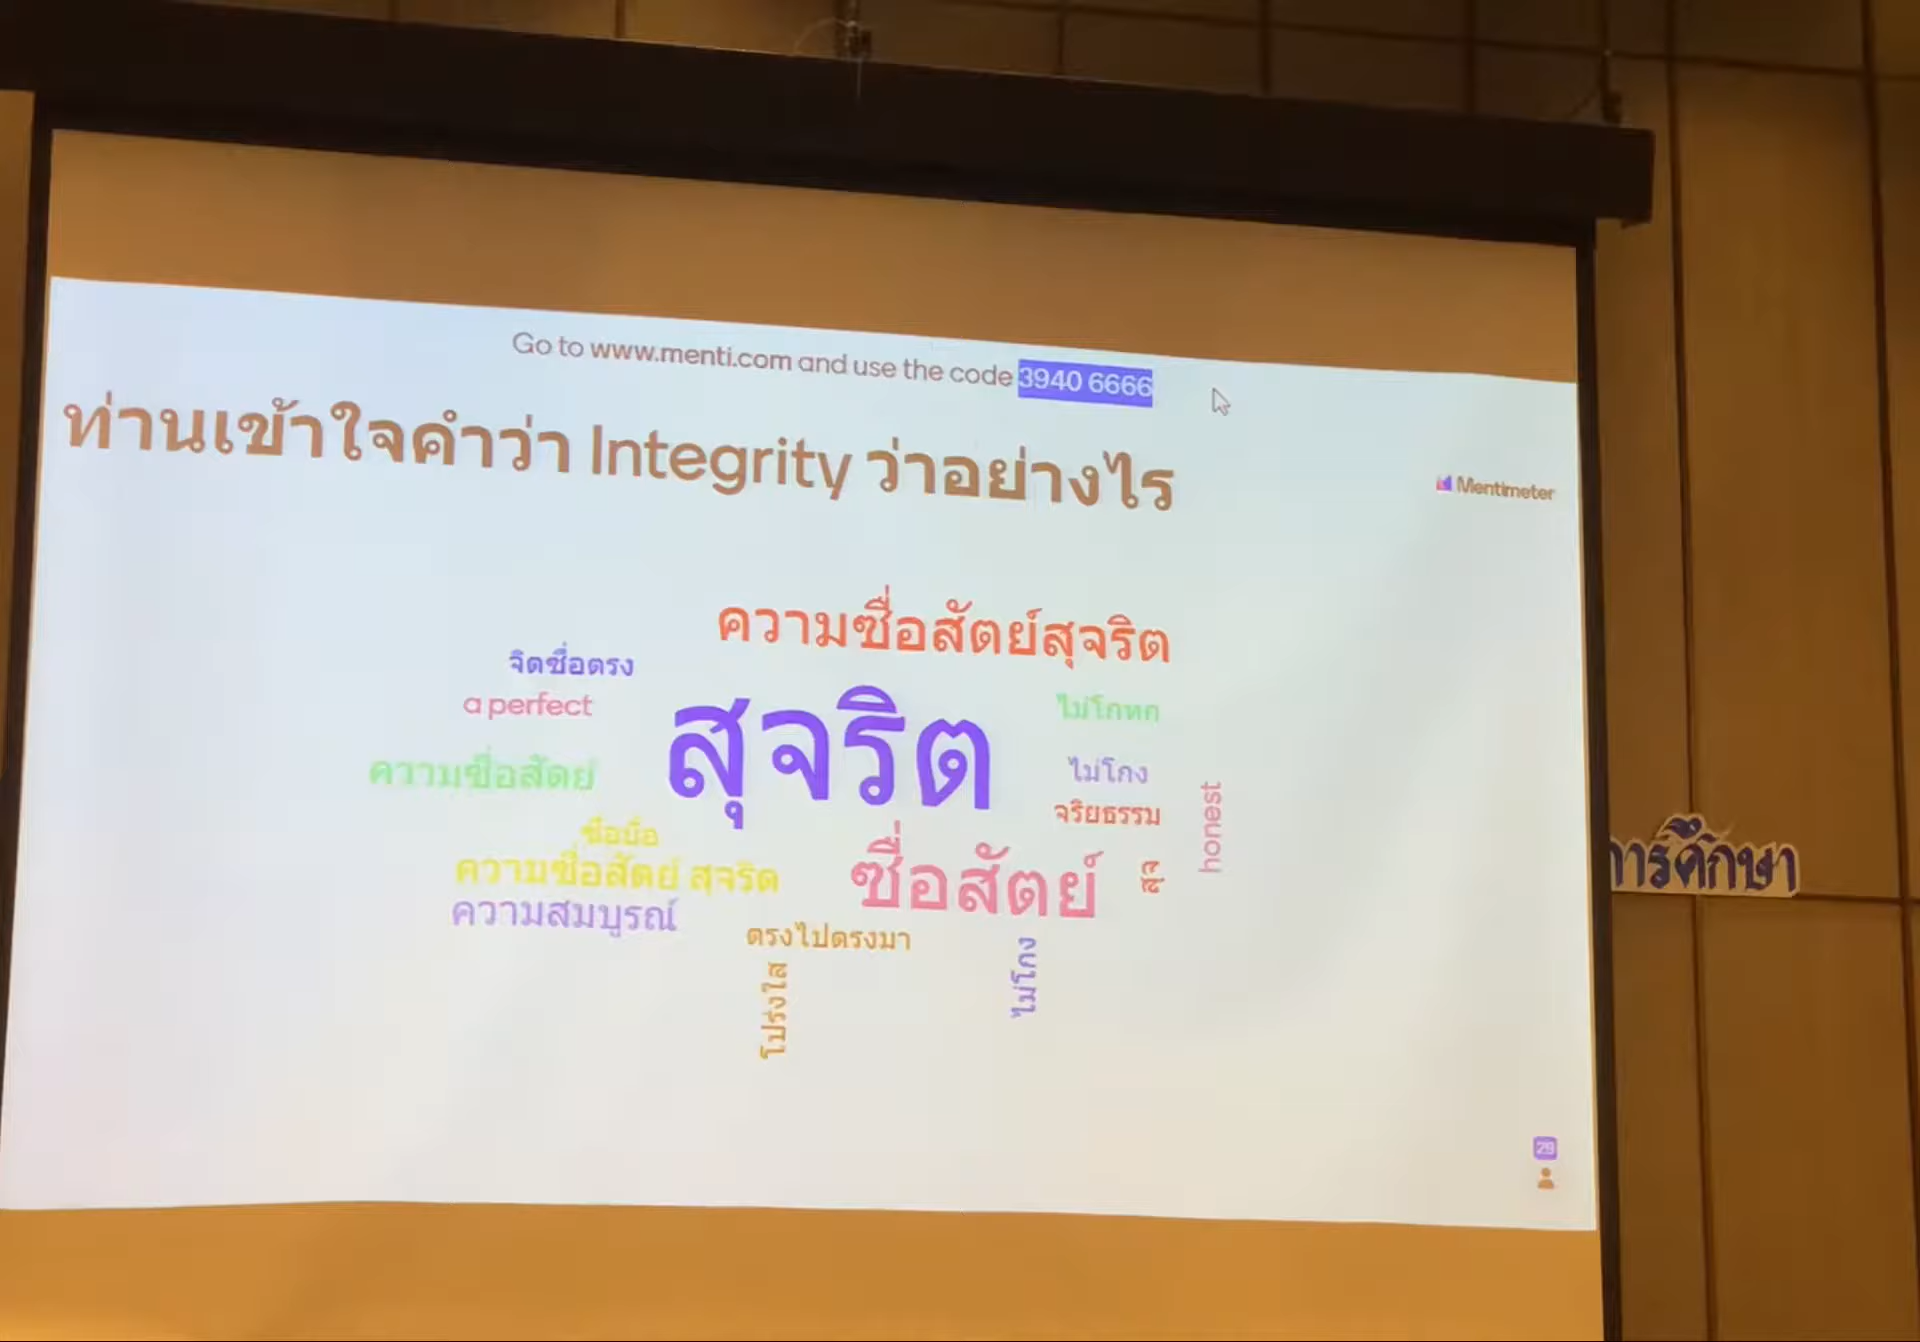 Go to www.menti.com and use the code 3940 6666
ท่านเข้าใจคำว่า Integrity ว่าอย่างไร
Mentimeter
ความซื่อสัตย์สุจริต
จิตซื่อตรง
a perfect
สุจริต
ไม่โกหก
ความซื่อสัตย์
ไม่โกง
จริยธรรม
honest
ความซื่อสัตย์ สุจริต
ซื่อสัตย์
สุจ
ความสมบูรณ์
ตรงไปตรงมา
โปร่งใส
ไม่โกง
การศึกษา
29